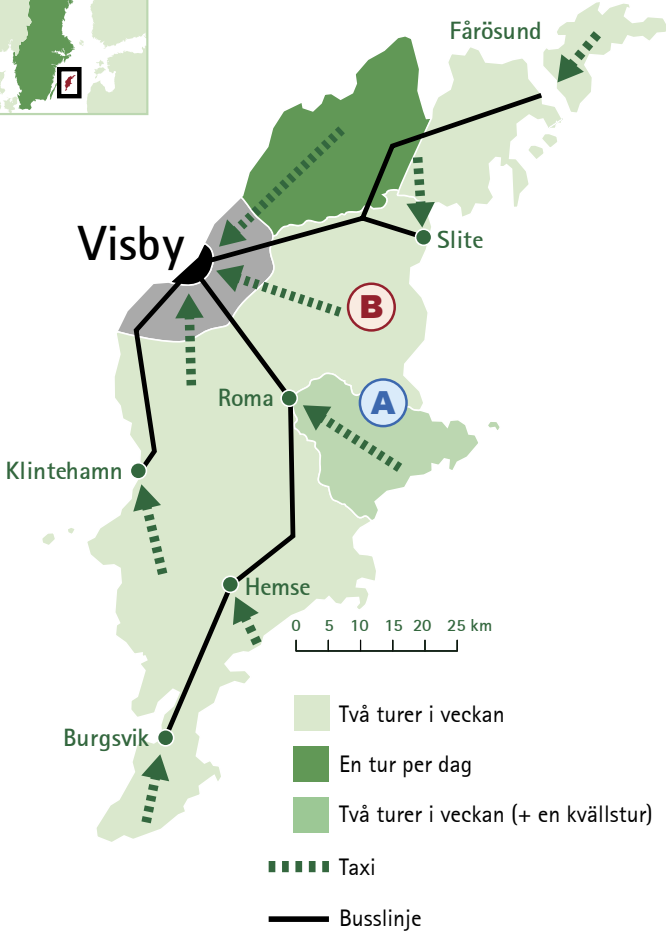 Fårösund
Visby
Slite
B
Roma
A
Klintehamn
Hemse
0 5 10 15 20 25 km
Burgsvik
Två turer i veckan
En tur per dag
Två turer i veckan (+ en kvällstur)
Taxi
Busslinje